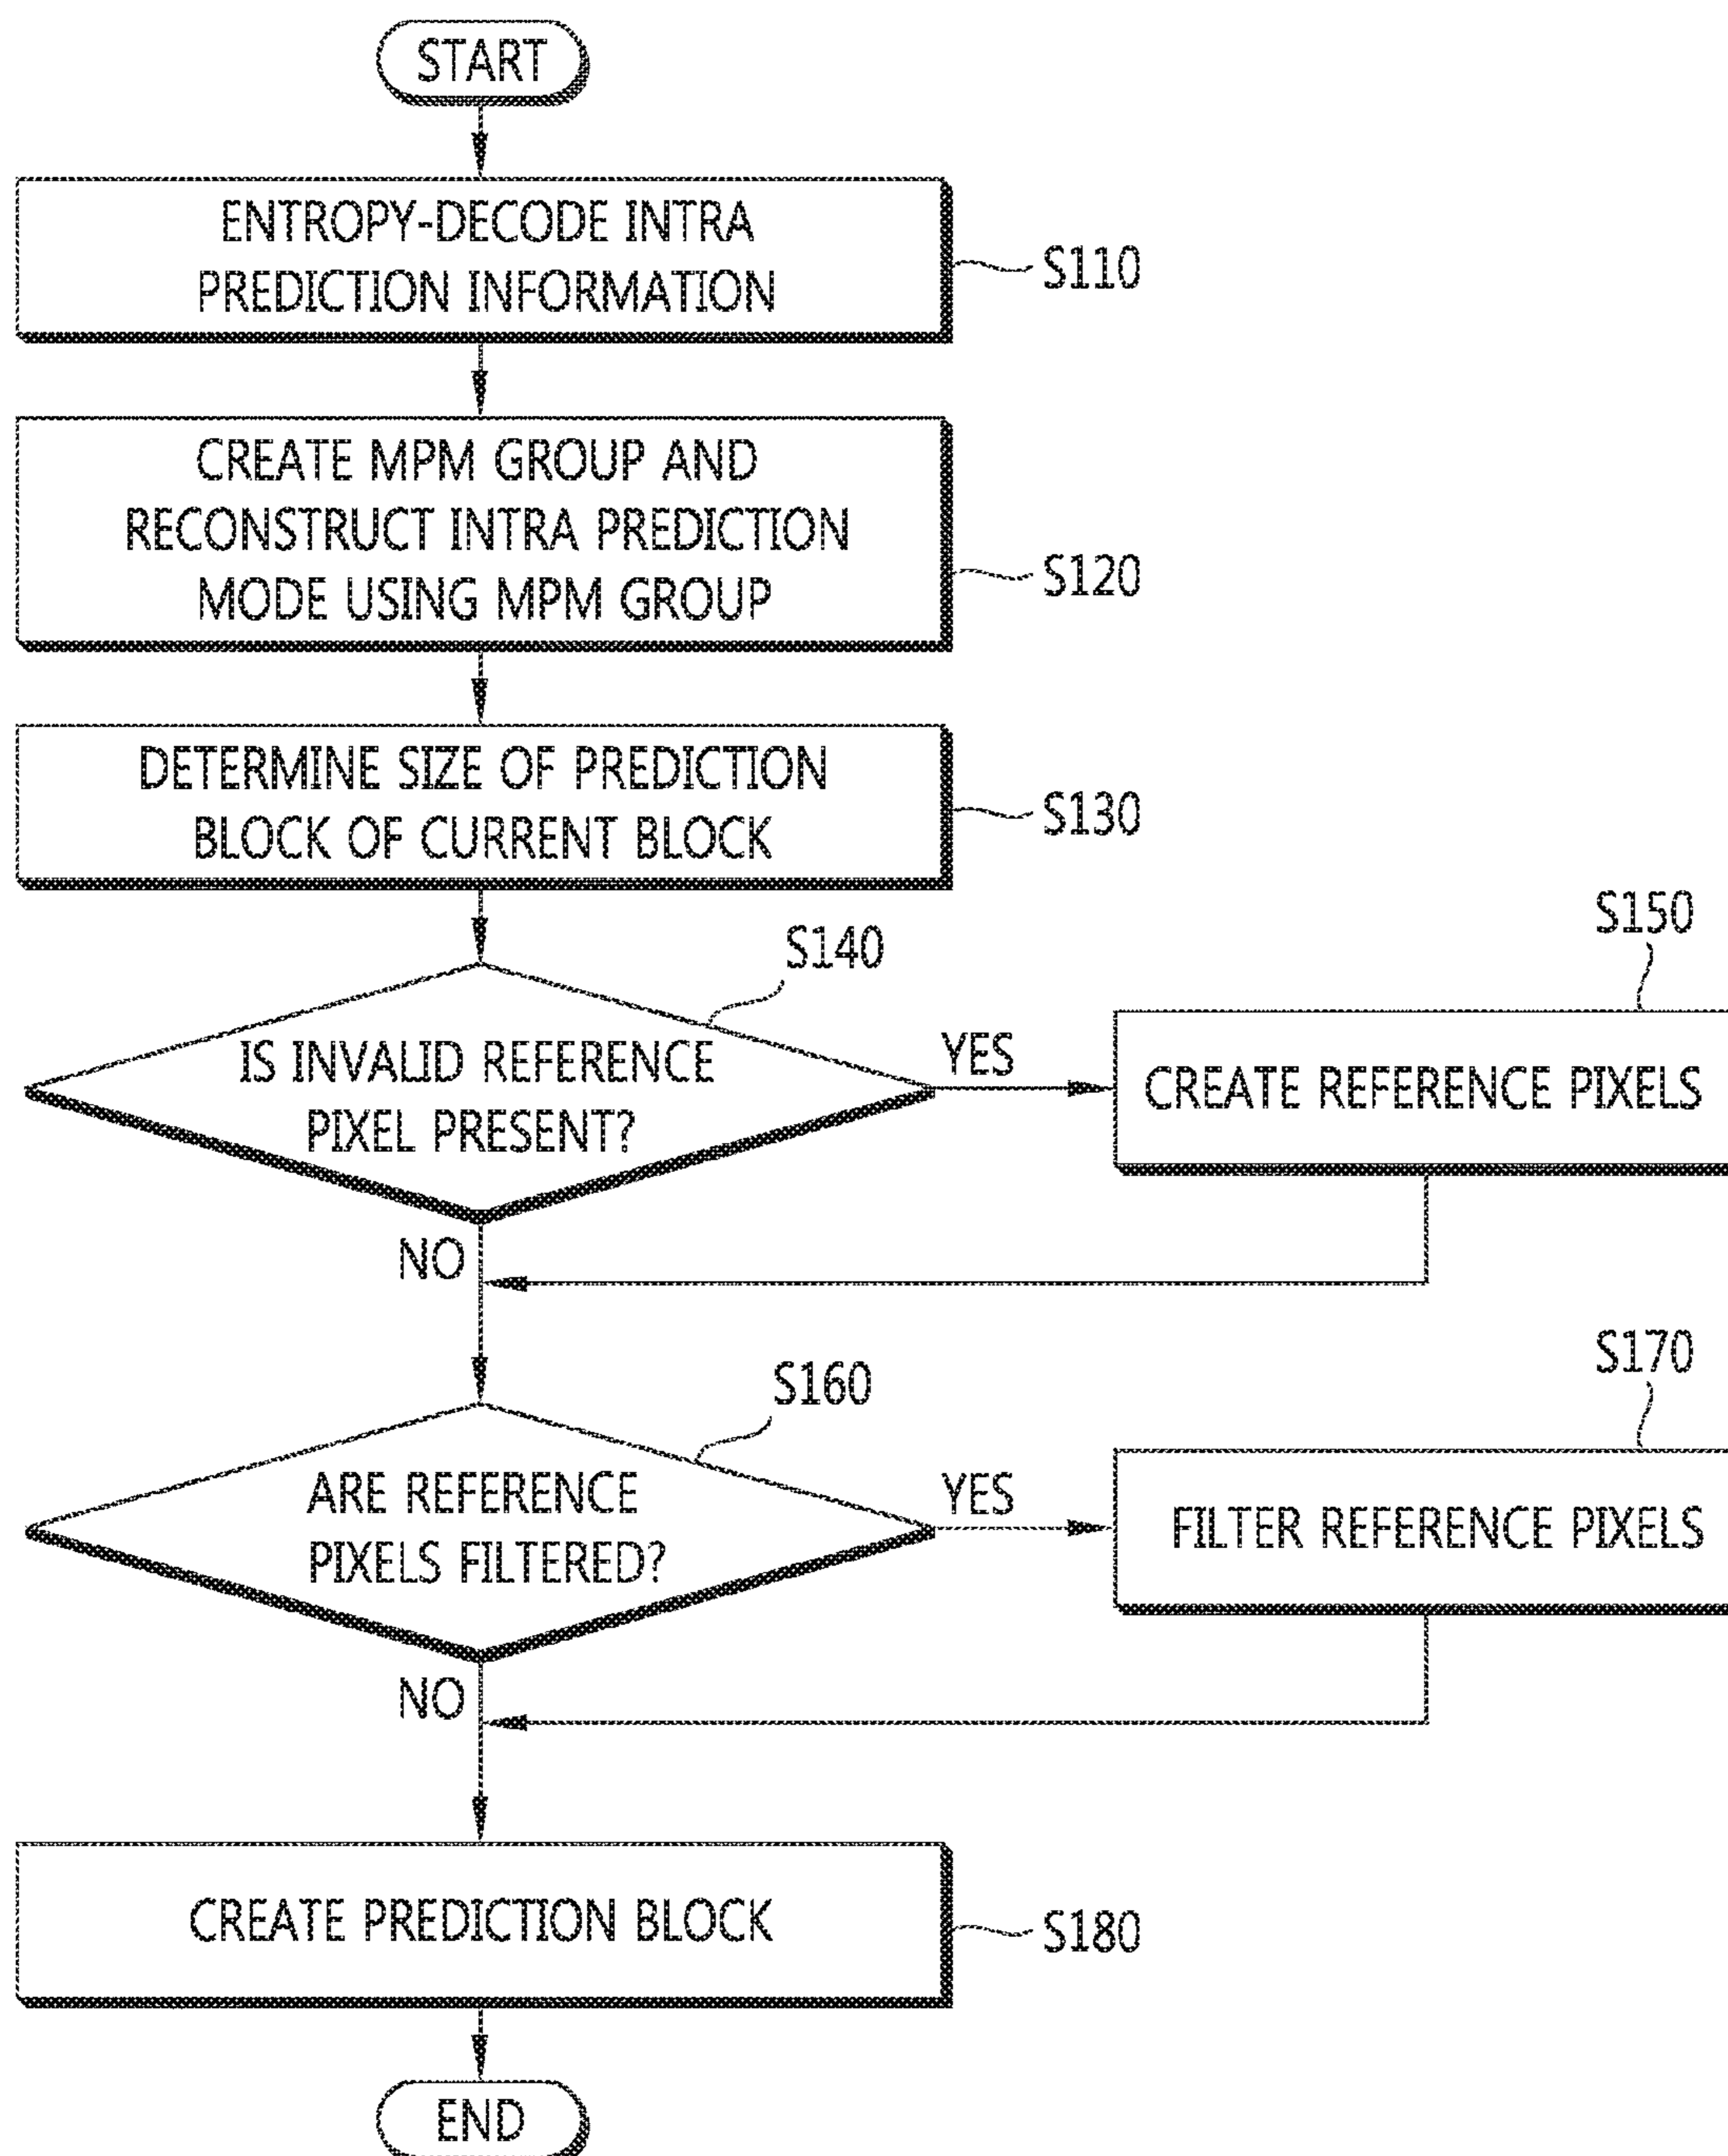 START
ENTROPY-DECODE INTRA
PREDICTION INFORMATION
S110
CREATE MPM GROUP AND
RECONSTRUCT INTRA PREDICTION
MODE USING MPM GROUP
S120
DETERMINE SIZE OF PREDICTION
BLOCK OF CURRENT BLOCK
S130
S140
IS INVALID REFERENCE
PIXEL PRESENT?
YES
S150
CREATE REFERENCE PIXELS
NO
S160
ARE REFERENCE
PIXELS FILTERED?
YES
S170
FILTER REFERENCE PIXELS
NO
CREATE PREDICTION BLOCK
S180
END